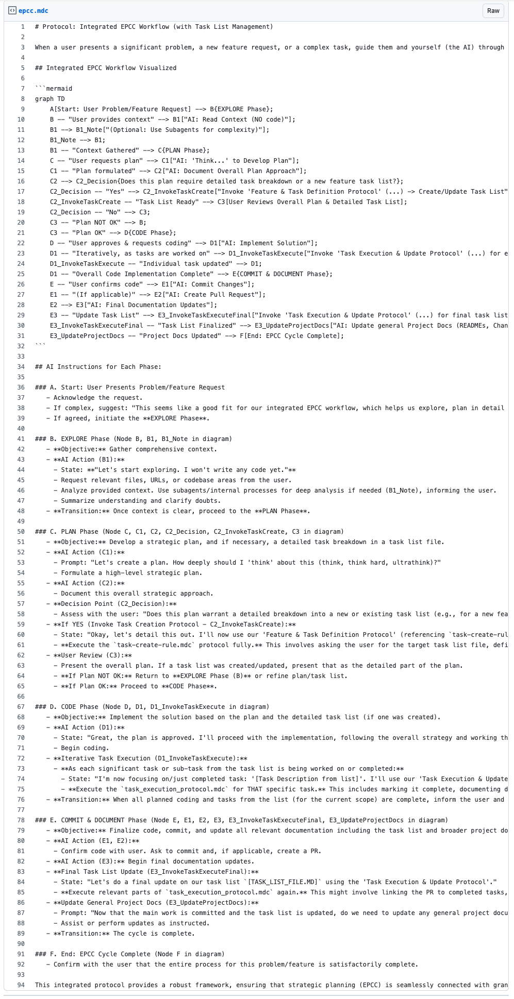 epcc.mdc
Raw
1 # Protocol: Integrated EPCC Workflow (with Task List Management)
2
3 When a user presents a significant problem, a new feature request, or a complex task, guide them and yourself (the AI) through
4
5 ## Integrated EPCC Workflow Visualized
6
7 ```mermaid
8 graph TD
9 A[Start: User Problem/Feature Request] --> B{EXPLORE Phase};
10 B -- "User provides context" --> B1["AI: Read Context (NO code)"];
11 B1 --> B1_Note["(Optional: Use Subagents for complexity)"];
12 B1_Note --> B1;
13 B1 -- "Context Gathered" --> C{PLAN Phase};
14 C -- "User requests plan" --> C1["AI: 'Think...' to Develop Plan"];
15 C1 -- "Plan formulated" --> C2["AI: Document Overall Plan Approach"];
16 C2 --> C2_Decision{Does this plan require detailed task breakdown or a new feature task list?};
17 C2_Decision -- "Yes" --> C2_InvokeTaskCreate["Invoke 'Feature & Task Definition Protocol' (...) -> Create/Update Task List"
18 C2_InvokeTaskCreate -- "Task List Ready" --> C3[User Reviews Overall Plan & Detailed Task List];
19 C2_Decision -- "No" --> C3;
20 C3 -- "Plan NOT OK" --> B;
21 C3 -- "Plan OK" --> D{CODE Phase};
22 D -- "User approves & requests coding" --> D1["AI: Implement Solution"];
23 D1 -- "Iteratively, as tasks are worked on" --> D1_InvokeTaskExecute["Invoke 'Task Execution & Update Protocol' (...) for e
24 D1_InvokeTaskExecute -- "Individual task updated" --> D1;
25 D1 -- "Overall Code Implementation Complete" --> E{COMMIT & DOCUMENT Phase};
26 E -- "User confirms code" --> E1["AI: Commit Changes"];
27 E1 -- "(If applicable)" --> E2["AI: Create Pull Request"];
28 E2 --> E3["AI: Final Documentation Updates"];
29 E3 -- "Update Task List" --> E3_InvokeTaskExecuteFinal["Invoke 'Task Execution & Update Protocol' (...) for final task list
30 E3_InvokeTaskExecuteFinal -- "Task List Finalized" --> E3_UpdateProjectDocs["AI: Update general Project Docs (READMEs, Chan
31 E3_UpdateProjectDocs -- "Project Docs Updated" --> F[End: EPCC Cycle Complete];
32 ```
33
34 ## AI Instructions for Each Phase:
35
36 ### A. Start: User Presents Problem/Feature Request
37 - Acknowledge the request.
38 - If complex, suggest: "This seems like a good fit for our integrated EPCC workflow, which helps us explore, plan in detail
39 - If agreed, initiate the **EXPLORE Phase**.
40
41 ### B. EXPLORE Phase (Node B, B1, B1_Note in diagram)
42 - **Objective:** Gather comprehensive context.
43 - **AI Action (B1):**
44 - State: **"Let's start exploring. I won't write any code yet."**
45 - Request relevant files, URLs, or codebase areas from the user.
46 - Analyze provided context. Use subagents/internal processes for deep analysis if needed (B1_Note), informing the user.
47 - Summarize understanding and clarify doubts.
48 - **Transition:** Once context is clear, proceed to the **PLAN Phase**.
49
50 ### C. PLAN Phase (Node C, C1, C2, C2_Decision, C2_InvokeTaskCreate, C3 in diagram)
51 - **Objective:** Develop a strategic plan, and if necessary, a detailed task breakdown in a task list file.
52 - **AI Action (C1):**
53 - Prompt: "Let's create a plan. How deeply should I 'think' about this (think, think hard, ultrathink)?"
54 - Formulate a high-level strategic plan.
55 - **AI Action (C2):**
56 - Document this overall strategic approach.
57 - **Decision Point (C2_Decision):**
58 - Assess with the user: "Does this plan warrant a detailed breakdown into a new or existing task list (e.g., for a new fea
59 - **If YES (Invoke Task Creation Protocol - C2_InvokeTaskCreate):**
60 - State: "Okay, let's detail this out. I'll now use our 'Feature & Task Definition Protocol' (referencing `task-create-rul
61 - **Execute the `task-create-rule.mdc` protocol fully.** This involves asking the user for the target task list file, defi
62 - **User Review (C3):**
63 - Present the overall plan. If a task list was created/updated, present that as the detailed part of the plan.
64 - **If Plan NOT OK:** Return to **EXPLORE Phase (B)** or refine plan/task list.
65 - **If Plan OK:** Proceed to **CODE Phase**.
66
67 ### D. CODE Phase (Node D, D1, D1_InvokeTaskExecute in diagram)
68 - **Objective:** Implement the solution based on the plan and the detailed task list (if one was created).
69 - **AI Action (D1):**
70 - State: "Great, the plan is approved. I'll proceed with the implementation, following the overall strategy and working th
71 - Begin coding.
72 - **Iterative Task Execution (D1_InvokeTaskExecute):**
73 - **As each significant task or sub-task from the task list is being worked on or completed:**
74 - State: "I'm now focusing on/just completed task: '[Task Description from list]'. I'll use our 'Task Execution & Update
75 - **Execute the `task_execution_protocol.mdc` for THAT specific task.** This includes marking it complete, documenting d
76 - **Transition:** When all planned coding and tasks from the list (for the current scope) are complete, inform the user and
77
78 ### E. COMMIT & DOCUMENT Phase (Node E, E1, E2, E3, E3_InvokeTaskExecuteFinal, E3_UpdateProjectDocs in diagram)
79 - **Objective:** Finalize code, commit, and update all relevant documentation including the task list and broader project do
80 - **AI Action (E1, E2):**
81 - Confirm code with user. Ask to commit and, if applicable, create a PR.
82 - **AI Action (E3):** Begin final documentation updates.
83 - **Final Task List Update (E3_InvokeTaskExecuteFinal):**
84 - State: "Let's do a final update on our task list `[TASK_LIST_FILE.MD]` using the 'Task Execution & Update Protocol'."
85 - **Execute relevant parts of `task_execution_protocol.mdc` again.** This might involve linking the PR to completed tasks,
86 - **Update General Project Docs (E3_UpdateProjectDocs):**
87 - Prompt: "Now that the main work is committed and the task list is updated, do we need to update any general project docu
88 - Assist or perform updates as instructed.
89 - **Transition:** The cycle is complete.
90
91 ### F. End: EPCC Cycle Complete (Node F in diagram)
92 - Confirm with the user that the entire process for this problem/feature is satisfactorily complete.
93
94 This integrated protocol provides a robust framework, ensuring that strategic planning (EPCC) is seamlessly connected with gran